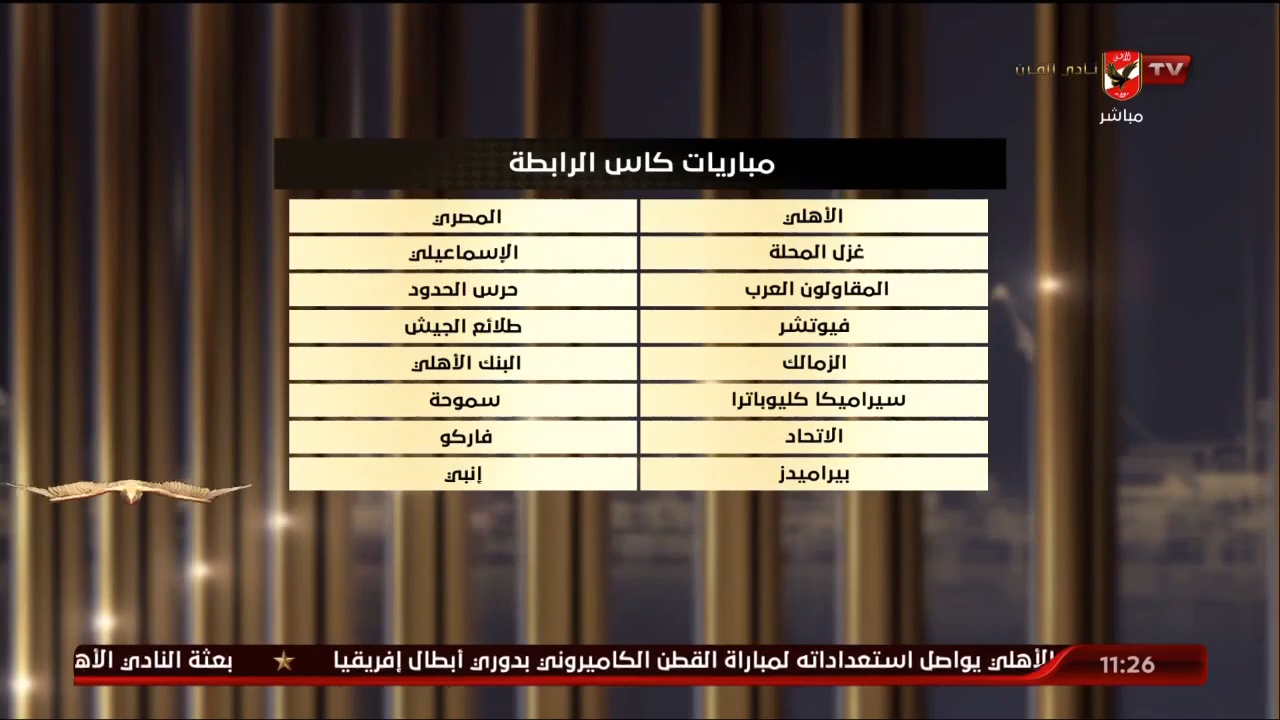 نادي القرن TV
مباشر
مباريات كاس الرابطة
الأهلي المصري
غزل المحلة الإسماعيلي
المقاولون العرب حرس الحدود
فيوتشر طلائع الجيش
الزمالك البنك الأهلي
سيراميكا كليوباترا سموحة
الاتحاد فاركو
بيراميدز إنبي
11:26 الأهلي يواصل استعداداته لمباراة القطن الكاميروني بدوري أبطال إفريقيا بعثة النادي